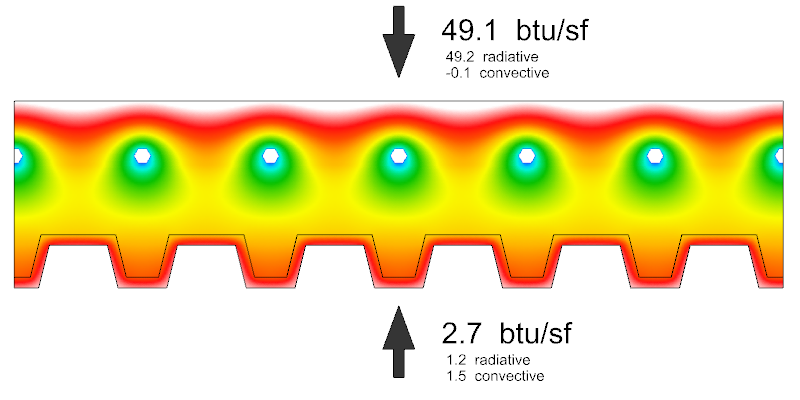 49.1 btu/sf
49.2 radiative
-0.1 convective
2.7 btu/sf
1.2 radiative
1.5 convective